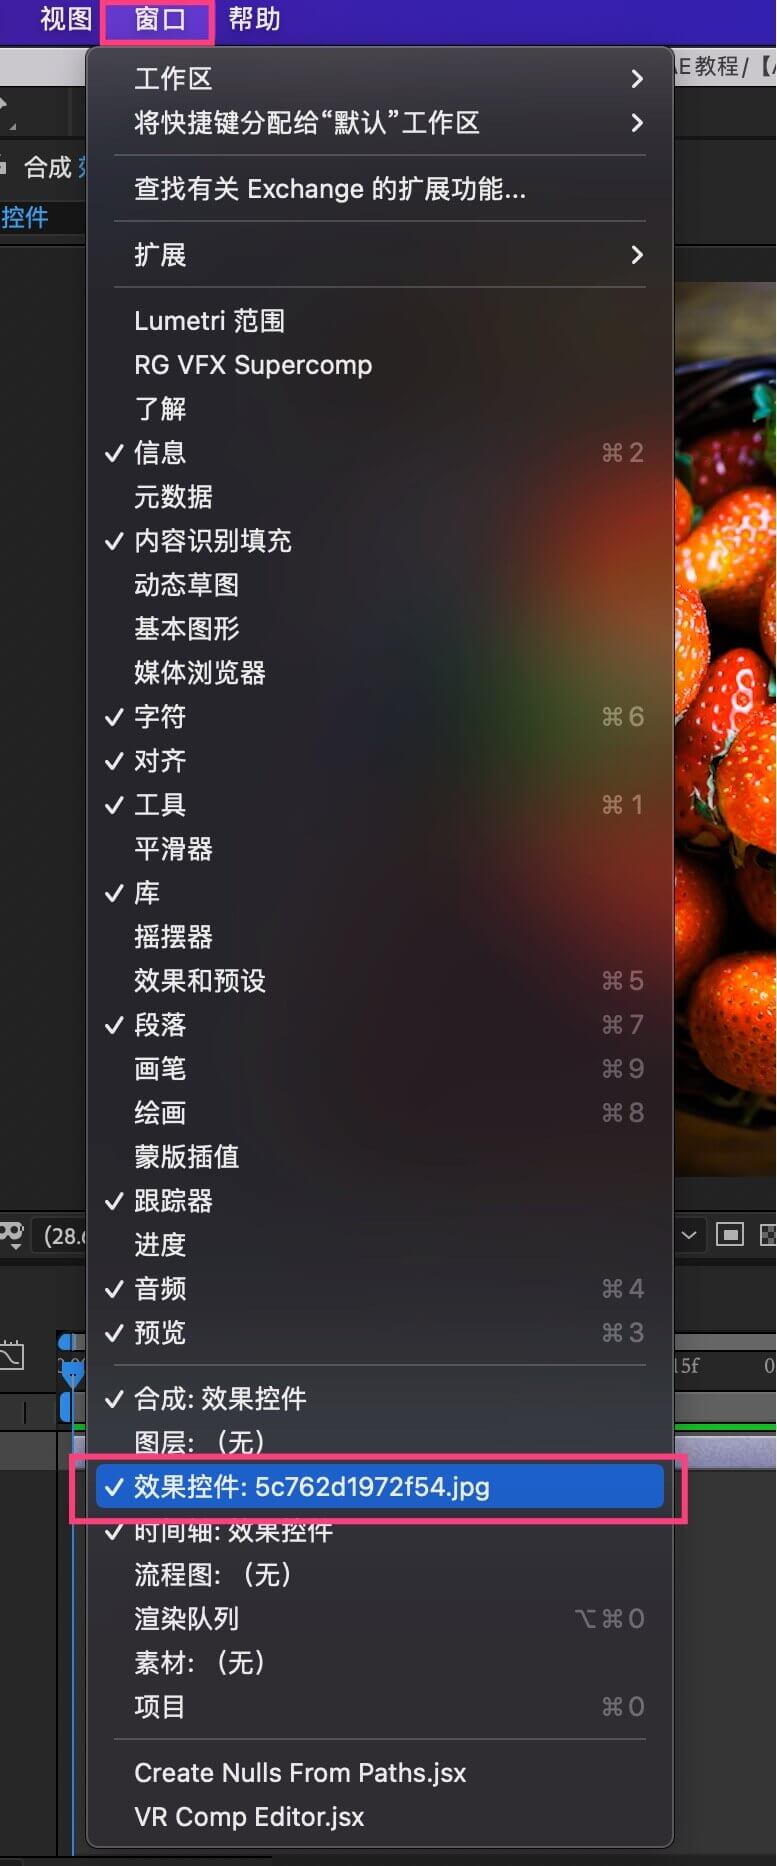 视图 窗口 帮助
工作区
AE教程/【A
将快捷键分配给“默认”工作区
合成
查找有关 Exchange 的扩展功能...
控件
扩展
Lumetri 范围
RG VFX Supercomp
了解
✓ 信息 ⌘2
元数据
✓ 内容识别填充
动态草图
基本图形
媒体浏览器
✓ 字符 ⌘6
✓ 对齐
✓ 工具 ⌘1
平滑器
✓ 库
摇摆器
效果和预设 ⌘5
✓ 段落 ⌘7
画笔 ⌘9
绘画 ⌘8
蒙版插值
✓ 跟踪器
(28.
进度
✓ 音频 ⌘4
✓ 预览 ⌘3
15f 0
✓ 合成: 效果控件
图层: （无）
✓ 效果控件: 5c762d1972f54.jpg
✓ 时间轴: 效果控件
流程图: （无）
渲染队列 ⌥⌘0
素材: （无）
项目 ⌘0
Create Nulls From Paths.jsx
VR Comp Editor.jsx